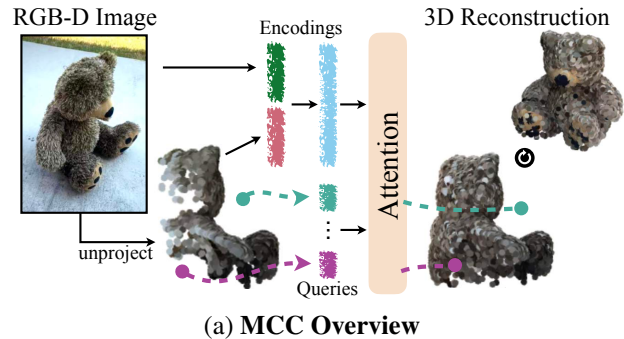 RGB-D Image
Encodings
3D Reconstruction
Attention
unproject
Queries
(a) MCC Overview